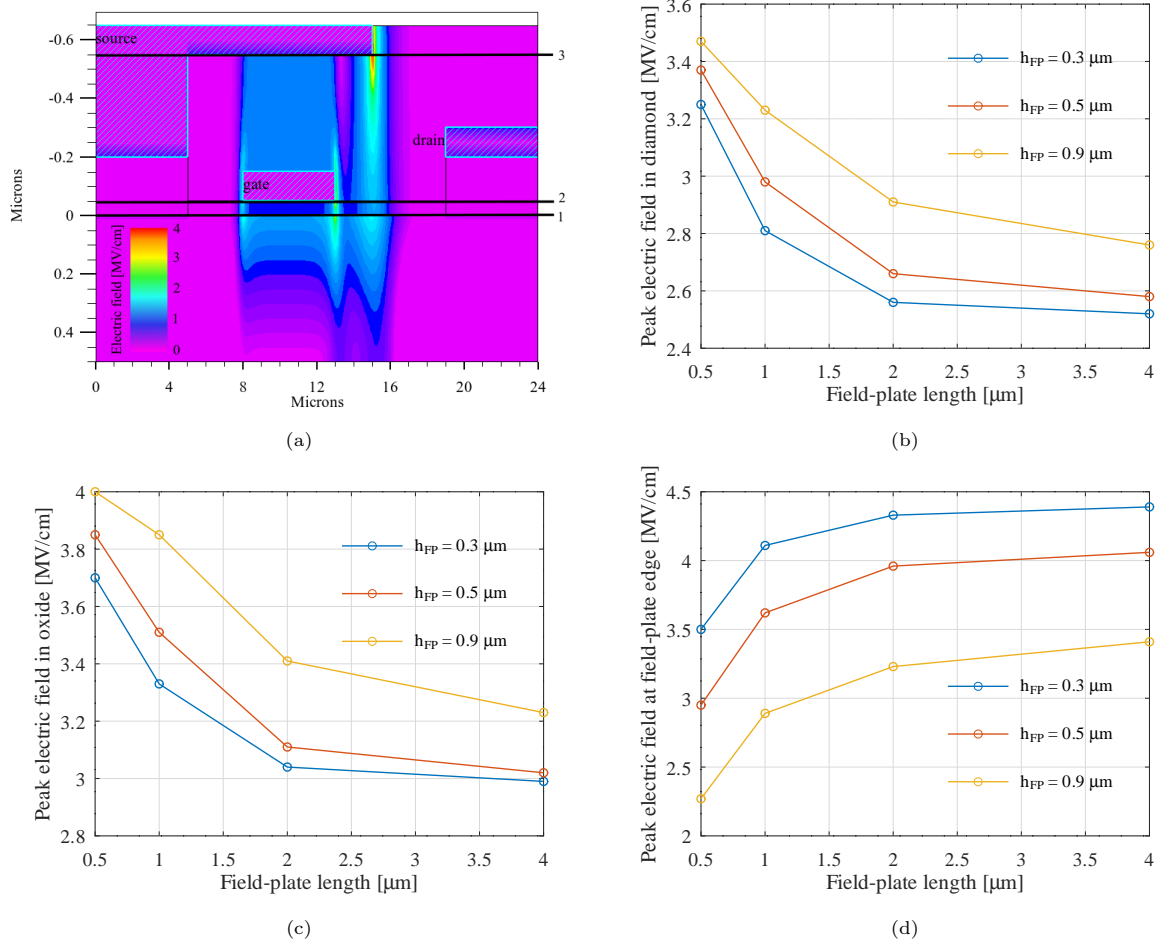 source
drain
gate
3
2
1
-0.6
-0.4
-0.2
0
0.2
0.4
Microns
Electric field [MV/cm]
4
3
2
1
0
0 4 8 12 16 20 24
Microns
(a)
Peak electric field in diamond [MV/cm]
3.6
3.4
3.2
3
2.8
2.6
2.4
hFP = 0.3 μm
hFP = 0.5 μm
hFP = 0.9 μm
0.5 1 1.5 2 2.5 3 3.5 4
Field-plate length [μm]
(b)
Peak electric field in oxide [MV/cm]
4
3.8
3.6
3.4
3.2
3
2.8
hFP = 0.3 μm
hFP = 0.5 μm
hFP = 0.9 μm
0.5 1 1.5 2 2.5 3 3.5 4
Field-plate length [μm]
(c)
Peak electric field at field-plate edge [MV/cm]
4.5
4
3.5
3
2.5
2
hFP = 0.3 μm
hFP = 0.5 μm
hFP = 0.9 μm
0.5 1 1.5 2 2.5 3 3.5 4
Field-plate length [μm]
(d)